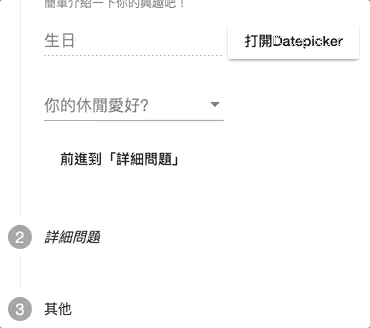 簡單介紹一下你的興趣吧！
生日
打開Datepicker
你的休閒愛好?
前進到「詳細問題」
2 詳細問題
3 其他